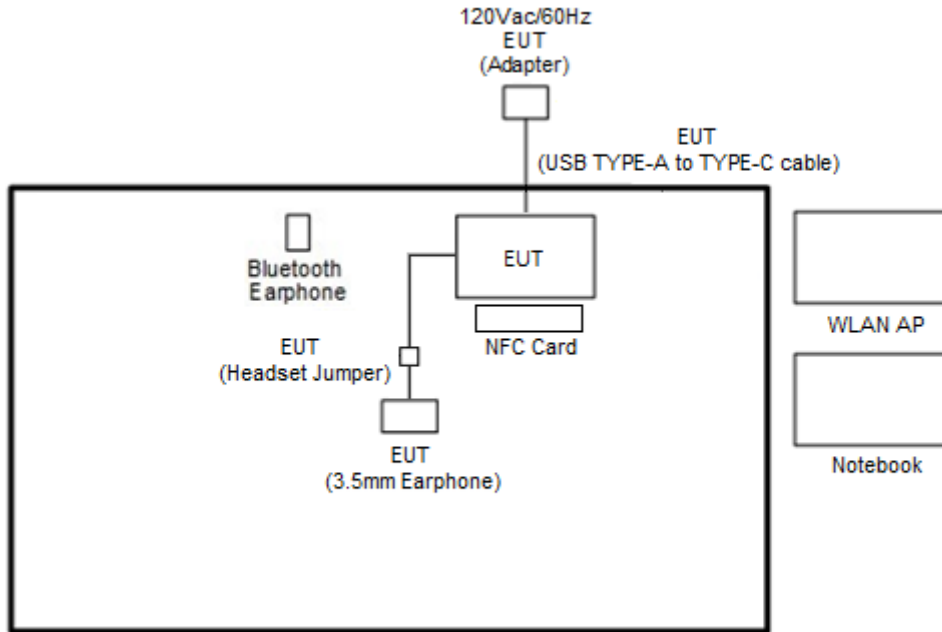 120Vac/60Hz
EUT
(Adapter)
EUT
(USB TYPE-A to TYPE-C cable)
EUT
Bluetooth
Earphone
WLAN AP
NFC Card
EUT
(Headset Jumper)
EUT
(3.5mm Earphone)
Notebook